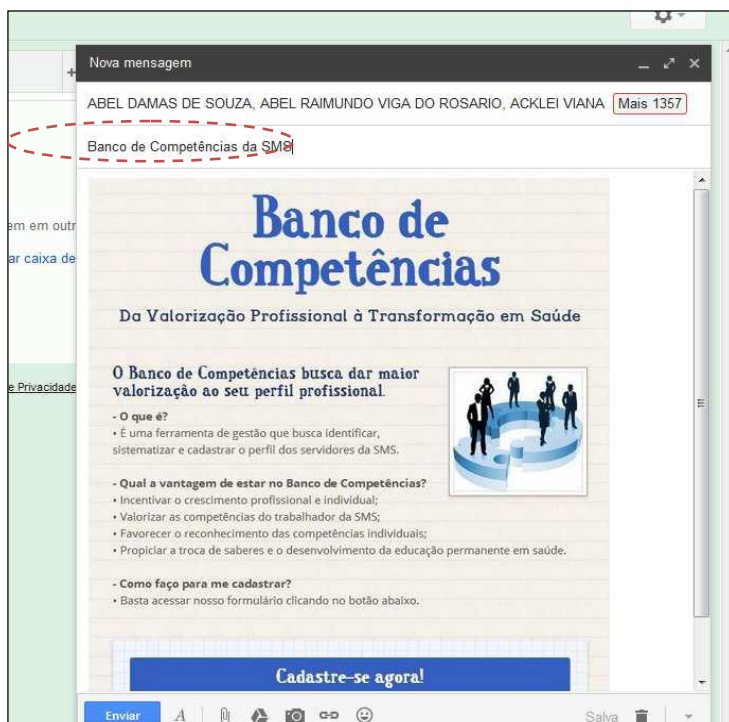 Nova mensagem
ABEL DAMAS DE SOUZA, ABEL RAIMUNDO VIGA DO ROSARIO, ACKLEI VIANA Mais 1357
Banco de Competências da SMS
em em outr
ar caixa de
e Privacidade
Banco de
Competências
Da Valorização Profissional à Transformação em Saúde
O Banco de Competências busca dar maior
valorização ao seu perfil profissional.
- O que é?
• É uma ferramenta de gestão que busca identificar,
sistematizar e cadastrar o perfil dos servidores da SMS.
- Qual a vantagem de estar no Banco de Competências?
• Incentivar o crescimento profissional e individual;
• Valorizar as competências do trabalhador da SMS;
• Favorecer o reconhecimento das competências individuais;
• Propiciar a troca de saberes e o desenvolvimento da educação permanente em saúde.
- Como faço para me cadastrar?
• Basta acessar nosso formulário clicando no botão abaixo.
Cadastre-se agora!
Enviar
Salva